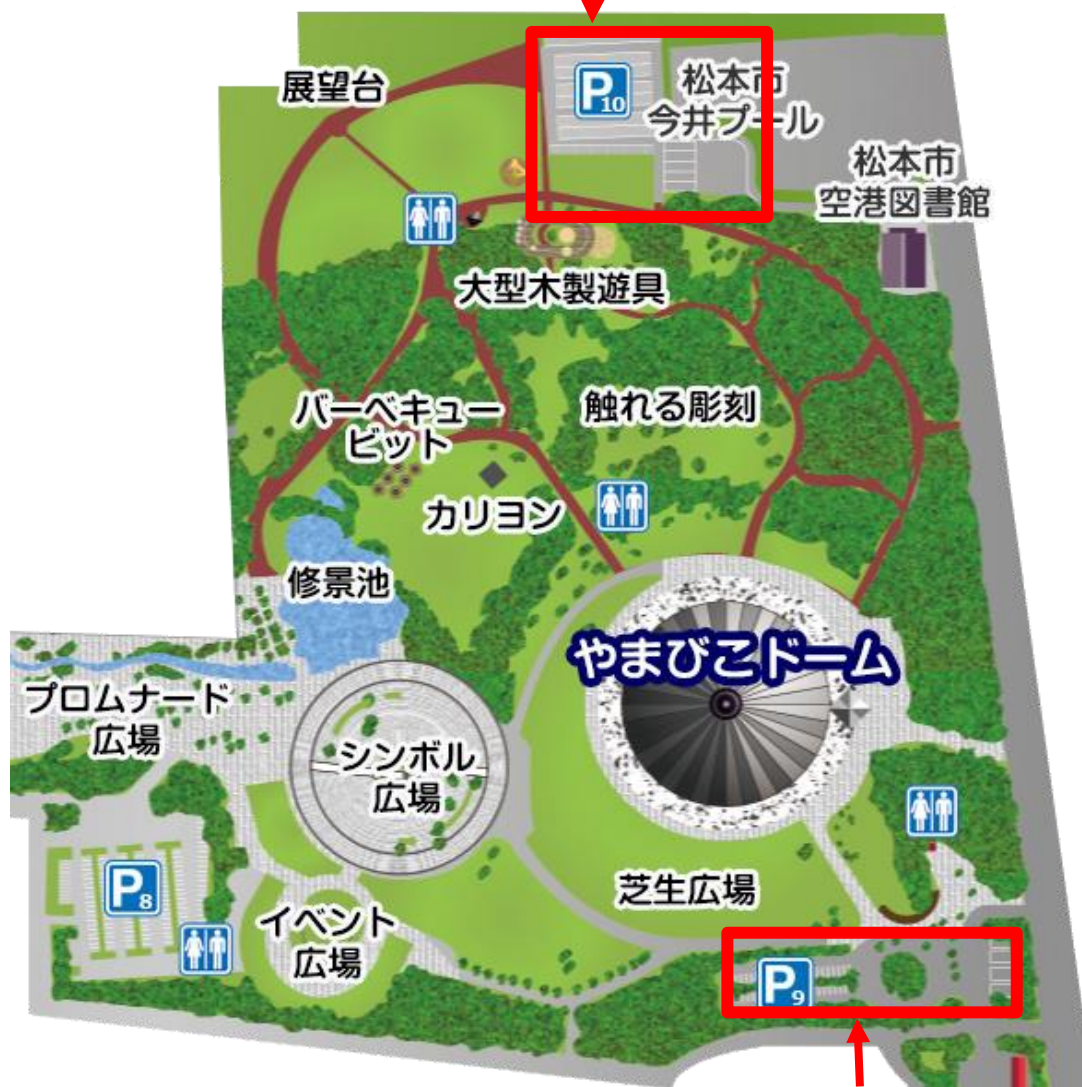 展望台
P10
松本市
今井プール
松本市
空港図書館
大型木製遊具
バーベキュー
ビット
触れる彫刻
カリヨン
修景池
やまびこドーム
プロムナード
広場
シンボル
広場
芝生広場
P8
イベント
広場
P9